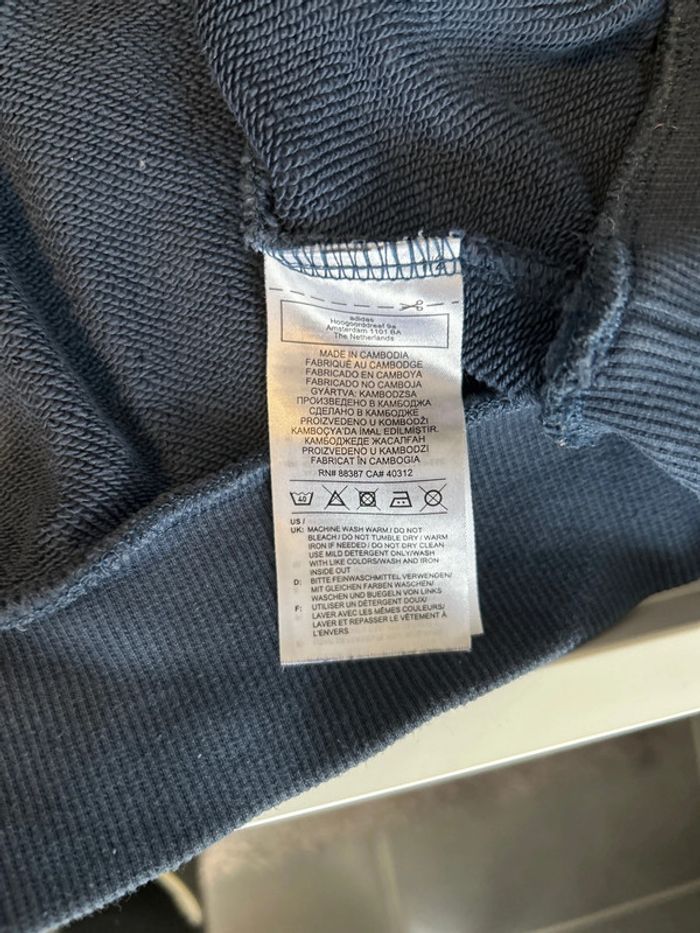 adidas
Hoogoorddreef 9a
Amsterdam 1101 BA
The Netherlands
MADE IN CAMBODIA
FABRIQUÉ AU CAMBODGE
FABRICADO EN CAMBOYA
FABRICADO NO CAMBOJA
GYÁRTVA: KAMBODZSA
ПРОИЗВЕДЕНО В КАМБОДЖА
СДЕЛАНО В КАМБОДЖЕ
PROIZVEDENO U KOMBODŽI
KAMBOÇYA'DA İMAL EDİLMİŞTİR.
КАМБОДЖЕДЕ ЖАСАЛҒАН
PROIZVEDENO U KAMBODZI
FABRICAT ÎN CAMBOGIA
RN# 88387 CA# 40312
40
US /
UK: MACHINE WASH WARM / DO NOT
BLEACH / DO NOT TUMBLE DRY / WARM
IRON IF NEEDED / DO NOT DRY CLEAN
USE MILD DETERGENT ONLY/WASH
WITH LIKE COLORS/WASH AND IRON
INSIDE OUT
D: BITTE FEINWASCHMITTEL VERWENDEN/
MIT GLEICHEN FARBEN WASCHEN/
WASCHEN UND BUEGELN VON LINKS
F: UTILISER UN DÉTERGENT DOUX/
LAVER AVEC LES MÊMES COULEURS/
LAVER ET REPASSER LE VÊTEMENT À
L'ENVERS